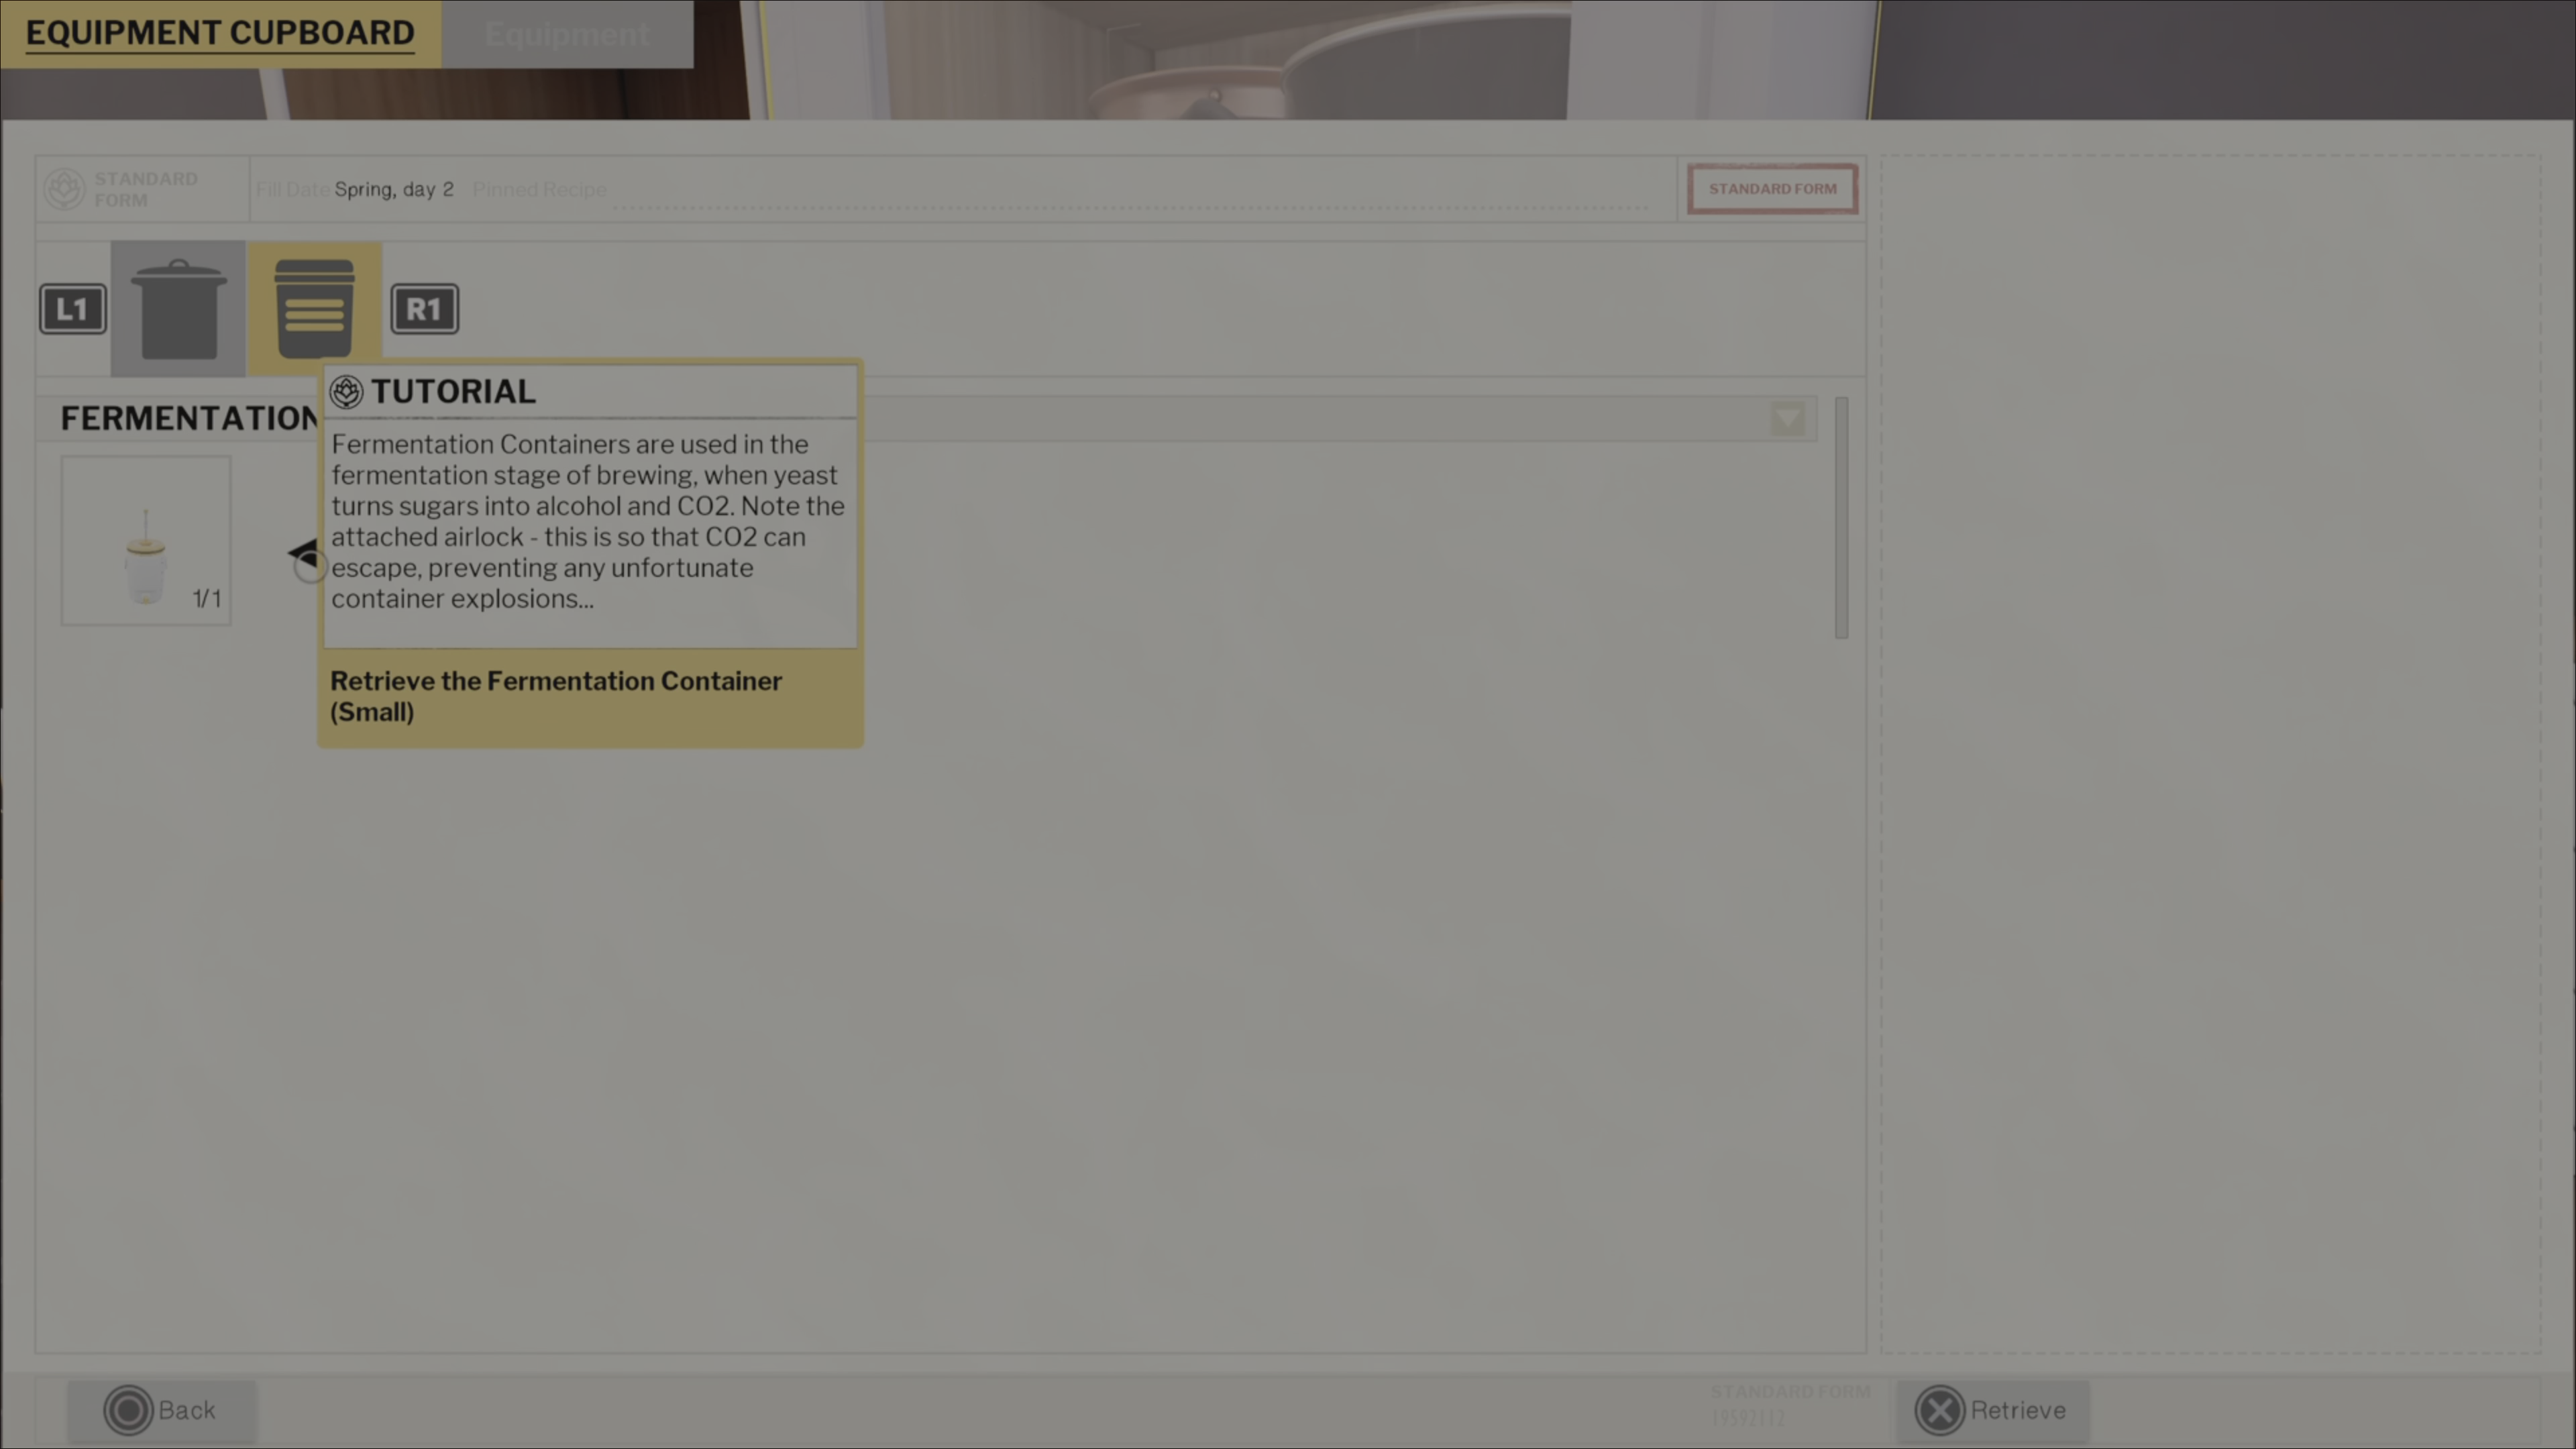 EQUIPMENT CUPBOARD
Equipment
STANDARD
FORM
Fill Date Spring, day 2 Pinned Recipe
STANDARD FORM
L1
R1
TUTORIAL
FERMENTATION
Fermentation Containers are used in the
fermentation stage of brewing, when yeast
turns sugars into alcohol and CO2. Note the
attached airlock - this is so that CO2 can
escape, preventing any unfortunate
container explosions...
1/1
Retrieve the Fermentation Container
(Small)
Back
STANDARD FORM
19592112
Retrieve